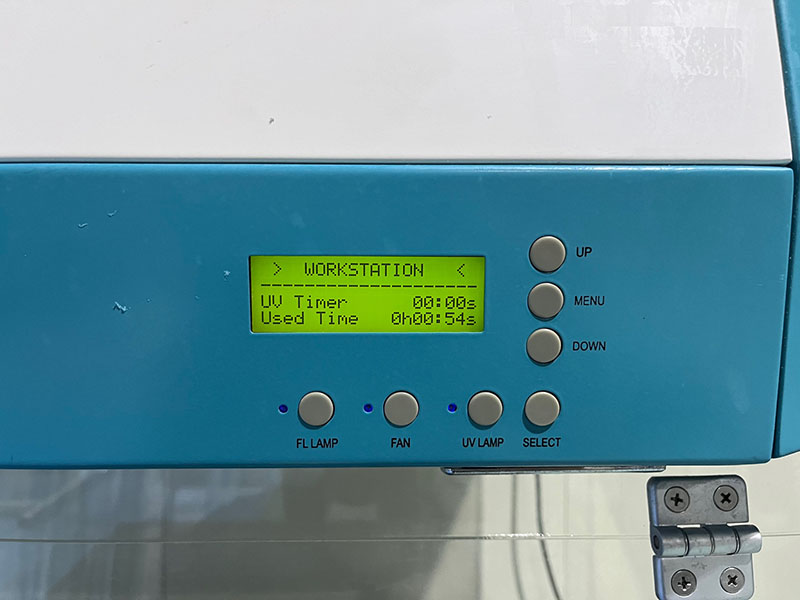 > WORKSTATION <
--------------------
UV Timer 00:00s
Used Time 0h00:54s
UP
MENU
DOWN
FL LAMP FAN UV LAMP SELECT